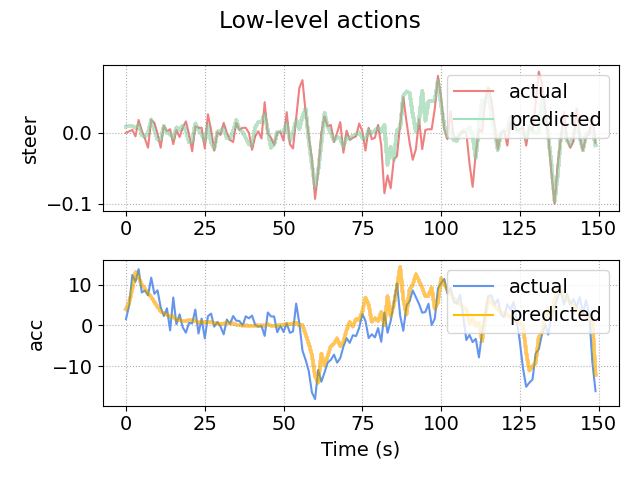 Low-level actions
steer
0.0
−0.1
actual
predicted
0 25 50 75 100 125 150
acc
10
0
−10
actual
predicted
0 25 50 75 100 125 150
Time (s)